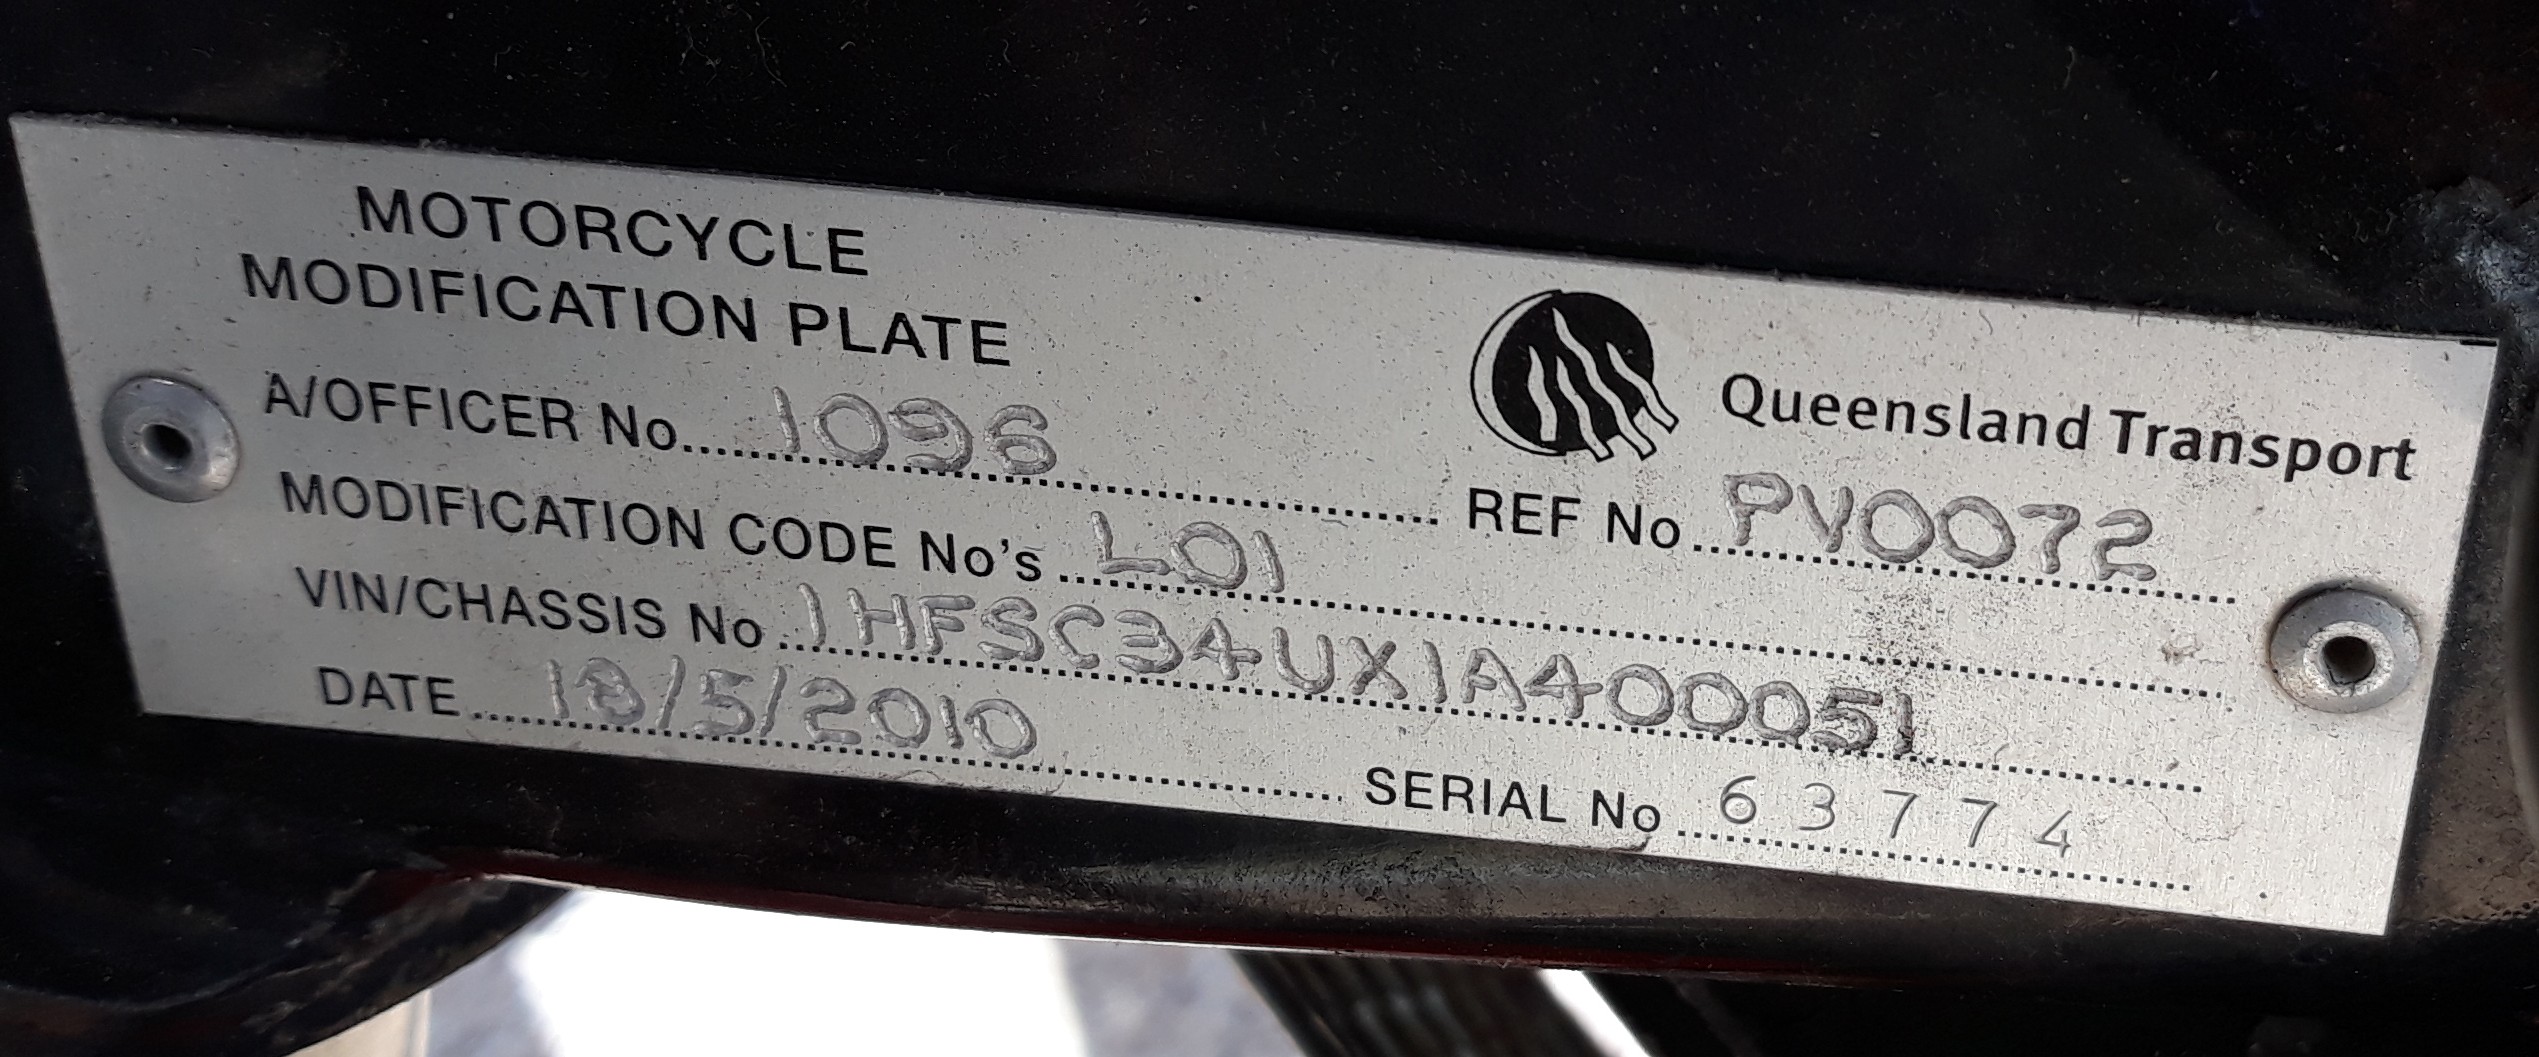 MOTORCYCLE
MODIFICATION PLATE
Queensland Transport
A/OFFICER No 1096 REF No PV0072
MODIFICATION CODE No's LO1
VIN/CHASSIS No 1HFSC34UX1A400051
DATE 18/5/2010 SERIAL No 63774